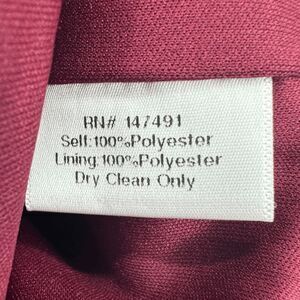 RN# 147491
Self:100%Polyester
Lining:100%Polyester
Dry Clean Only